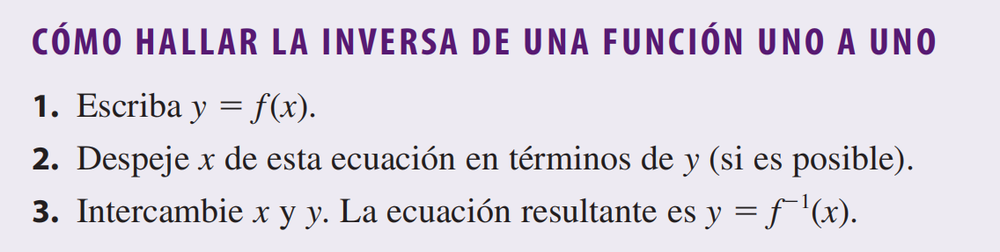 CÓMO HALLAR LA INVERSA DE UNA FUNCIÓN UNO A UNO
1. Escriba y = f(x).
2. Despeje x de esta ecuación en términos de y (si es posible).
3. Intercambie x y y. La ecuación resultante es y = f⁻¹(x).